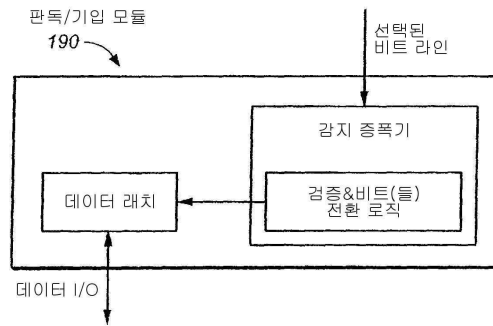 판독/기입 모듈
190
선택된
비트 라인
감지 증폭기
검증&비트(들)
전환 로직
데이터 래치
데이터 I/O